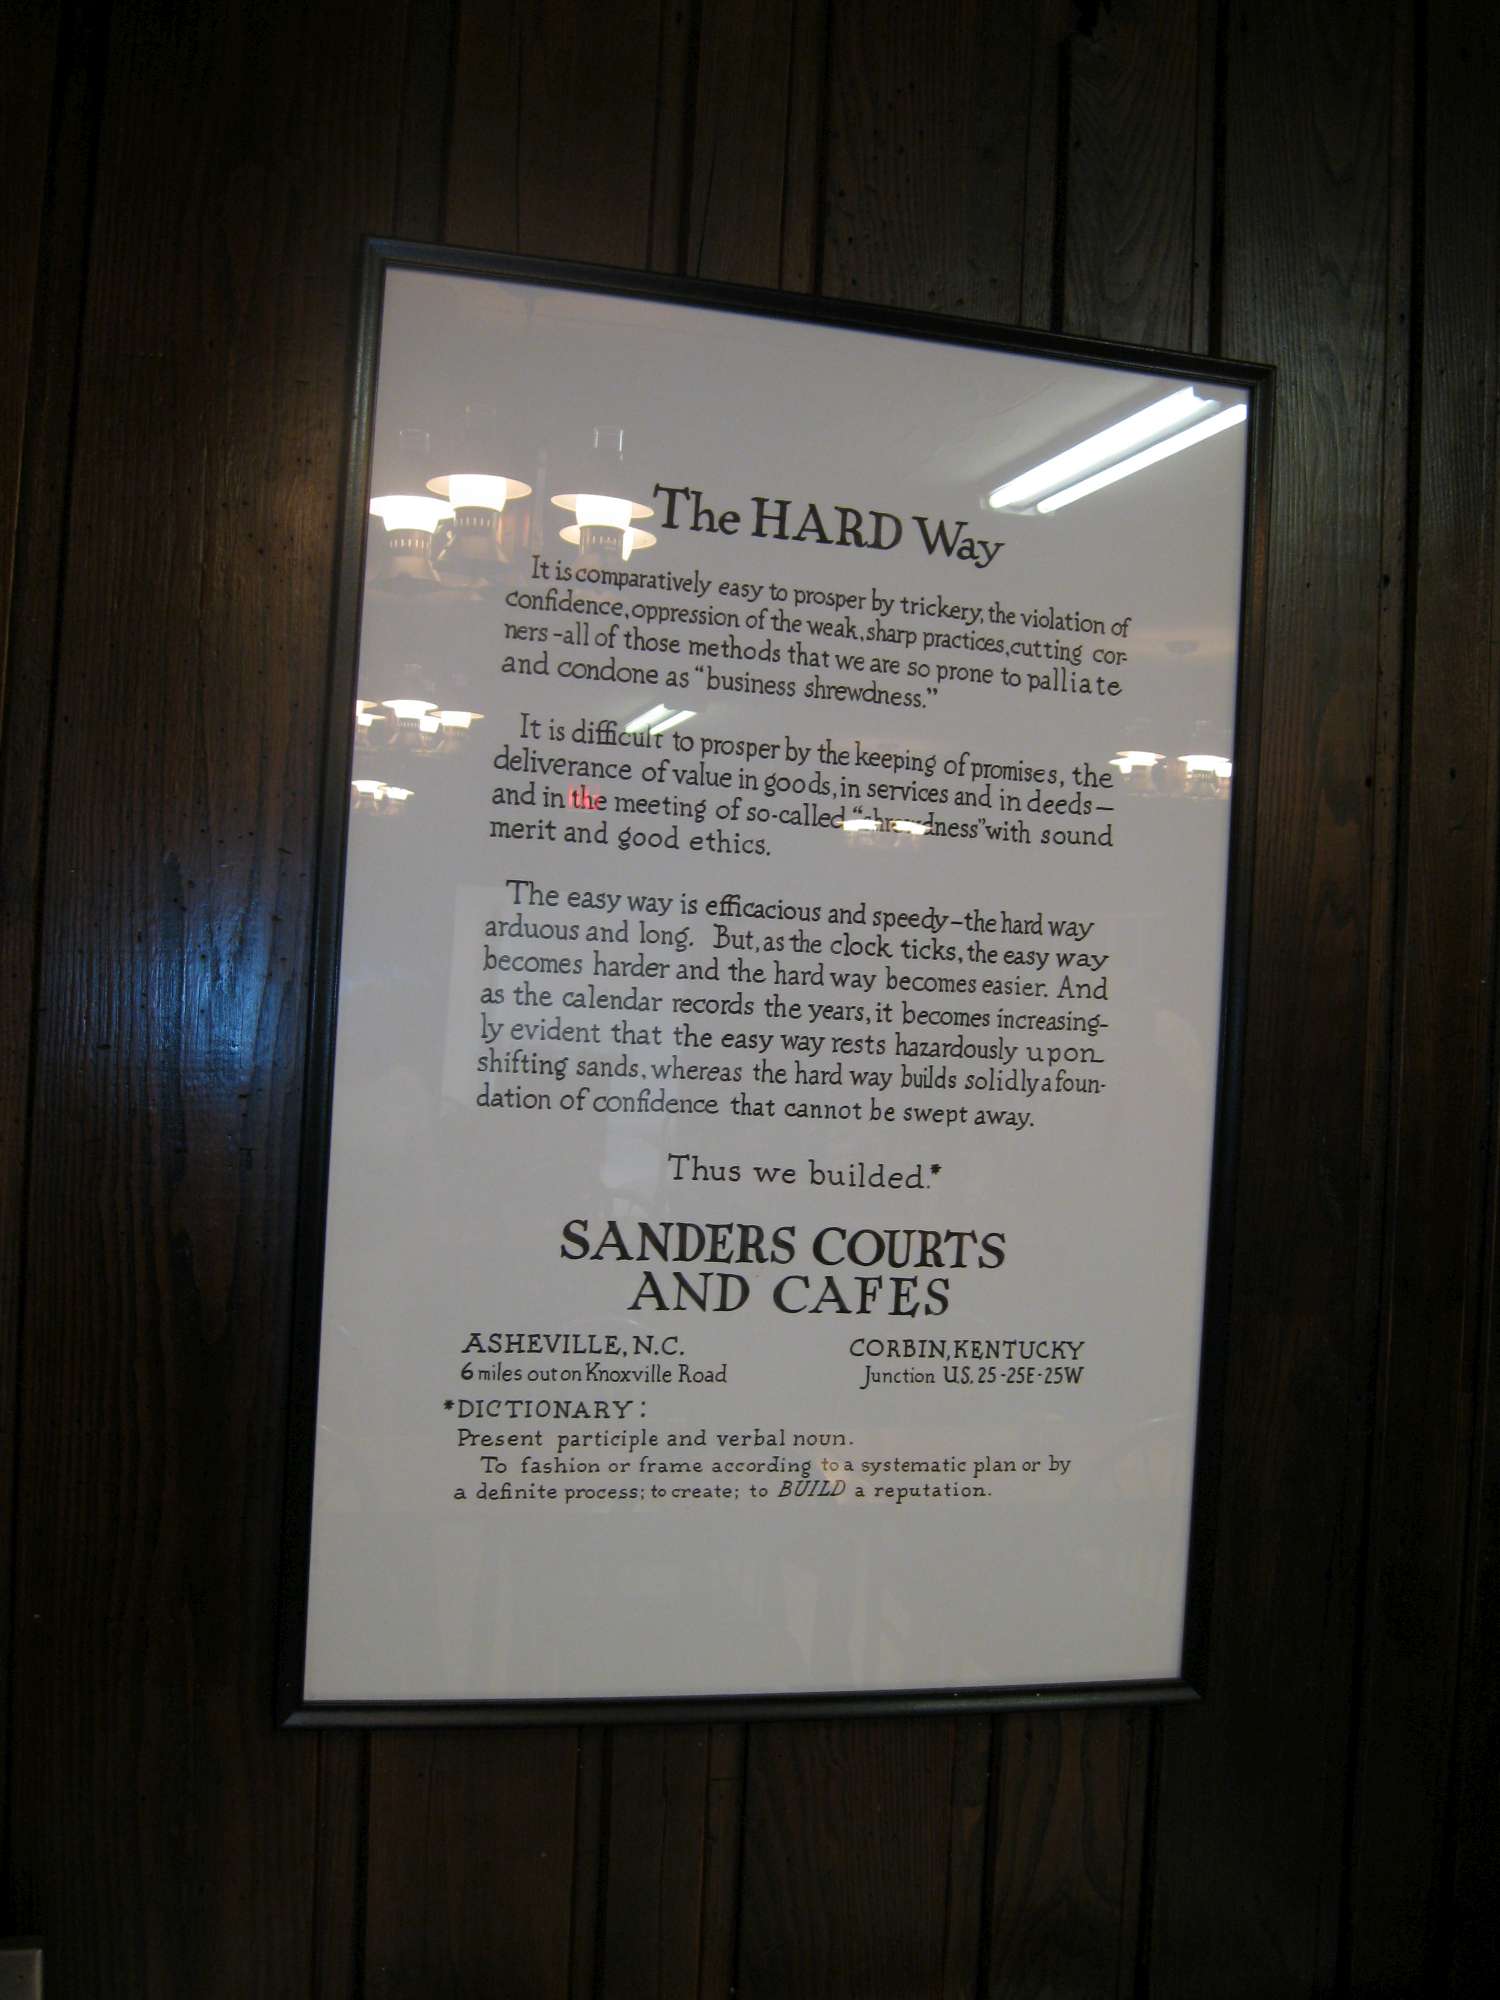 The HARD Way
It is comparatively easy to prosper by trickery, the violation of
confidence, oppression of the weak, sharp practices, cutting cor-
ners - all of those methods that we are so prone to palliate
and condone as “business shrewdness.”
It is difficult to prosper by the keeping of promises, the
deliverance of value in goods, in services and in deeds —
and in the meeting of so-called “shrewdness” with sound
merit and good ethics.
The easy way is efficacious and speedy - the hard way
arduous and long. But, as the clock ticks, the easy way
becomes harder and the hard way becomes easier. And
as the calendar records the years, it becomes increasing-
ly evident that the easy way rests hazardously upon
shifting sands, whereas the hard way builds solidly a foun-
dation of confidence that cannot be swept away.
Thus we builded.*
SANDERS COURTS
AND CAFES
ASHEVILLE, N.C. CORBIN, KENTUCKY
6 miles out on Knoxville Road Junction U.S. 25-25E-25W
*DICTIONARY:
Present participle and verbal noun.
To fashion or frame according to a systematic plan or by
a definite process; to create; to BUILD a reputation.